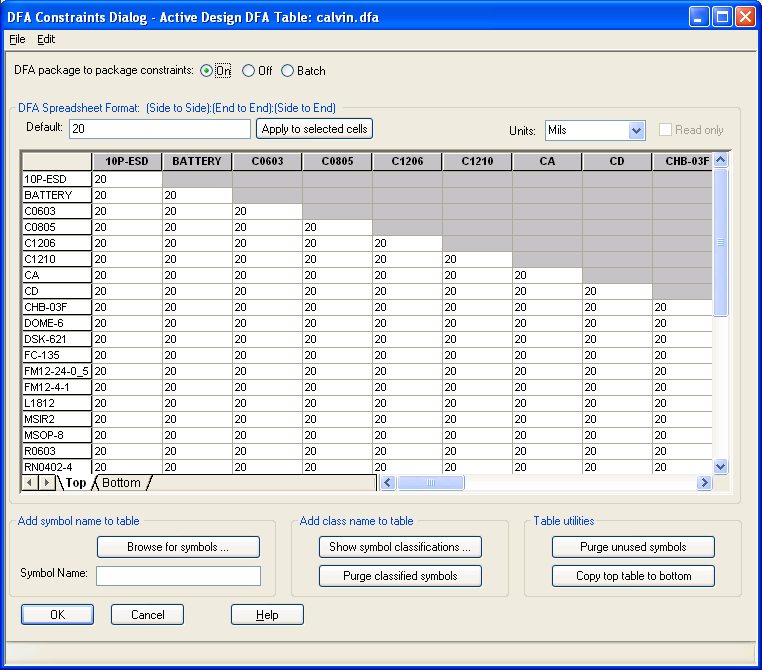 DFA Constraints Dialog - Active Design DFA Table: calvin.dfa
File Edit
DFA package to package constraints: On Off Batch
DFA Spreadsheet Format: (Side to Side):(End to End):(Side to End)
Default: 20 Apply to selected cells Units: Mils Read only
10P-ESD BATTERY C0603 C0805 C1206 C1210 CA CD CHB-03F
10P-ESD 20
BATTERY 20 20
C0603 20 20 20
C0805 20 20 20 20
C1206 20 20 20 20 20
C1210 20 20 20 20 20 20
CA 20 20 20 20 20 20 20
CD 20 20 20 20 20 20 20 20
CHB-03F 20 20 20 20 20 20 20 20 20
DOME-6 20 20 20 20 20 20 20 20 20
DSK-621 20 20 20 20 20 20 20 20 20
FC-135 20 20 20 20 20 20 20 20 20
FM12-24-0_5 20 20 20 20 20 20 20 20 20
FM12-4-1 20 20 20 20 20 20 20 20 20
L1812 20 20 20 20 20 20 20 20 20
MSIR2 20 20 20 20 20 20 20 20 20
MSOP-8 20 20 20 20 20 20 20 20 20
R0603 20 20 20 20 20 20 20 20 20
RN0402-4 20 20 20 20 20 20 20 20 20
Top Bottom
Add symbol name to table Add class name to table Table utilities
Browse for symbols ... Show symbol classifications ... Purge unused symbols
Symbol Name: Purge classified symbols Copy top table to bottom
OK Cancel Help